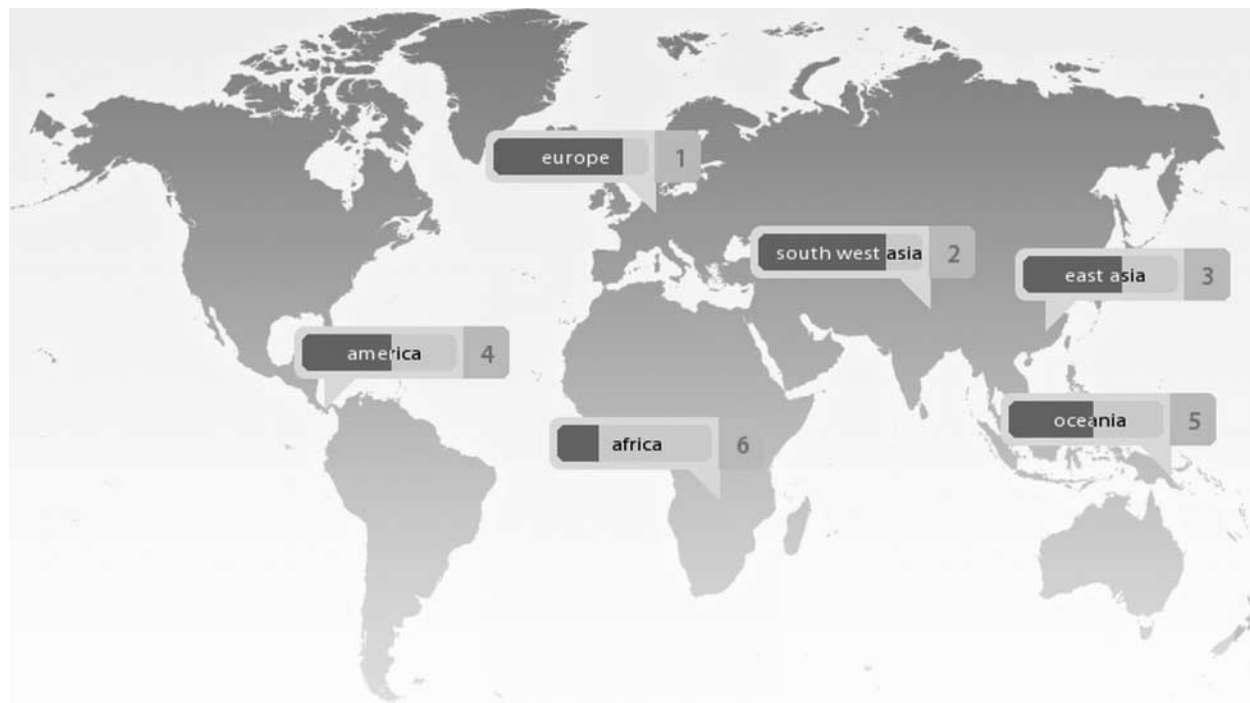 europe 1
south west asia 2
east asia 3
america 4
oceania 5
africa 6